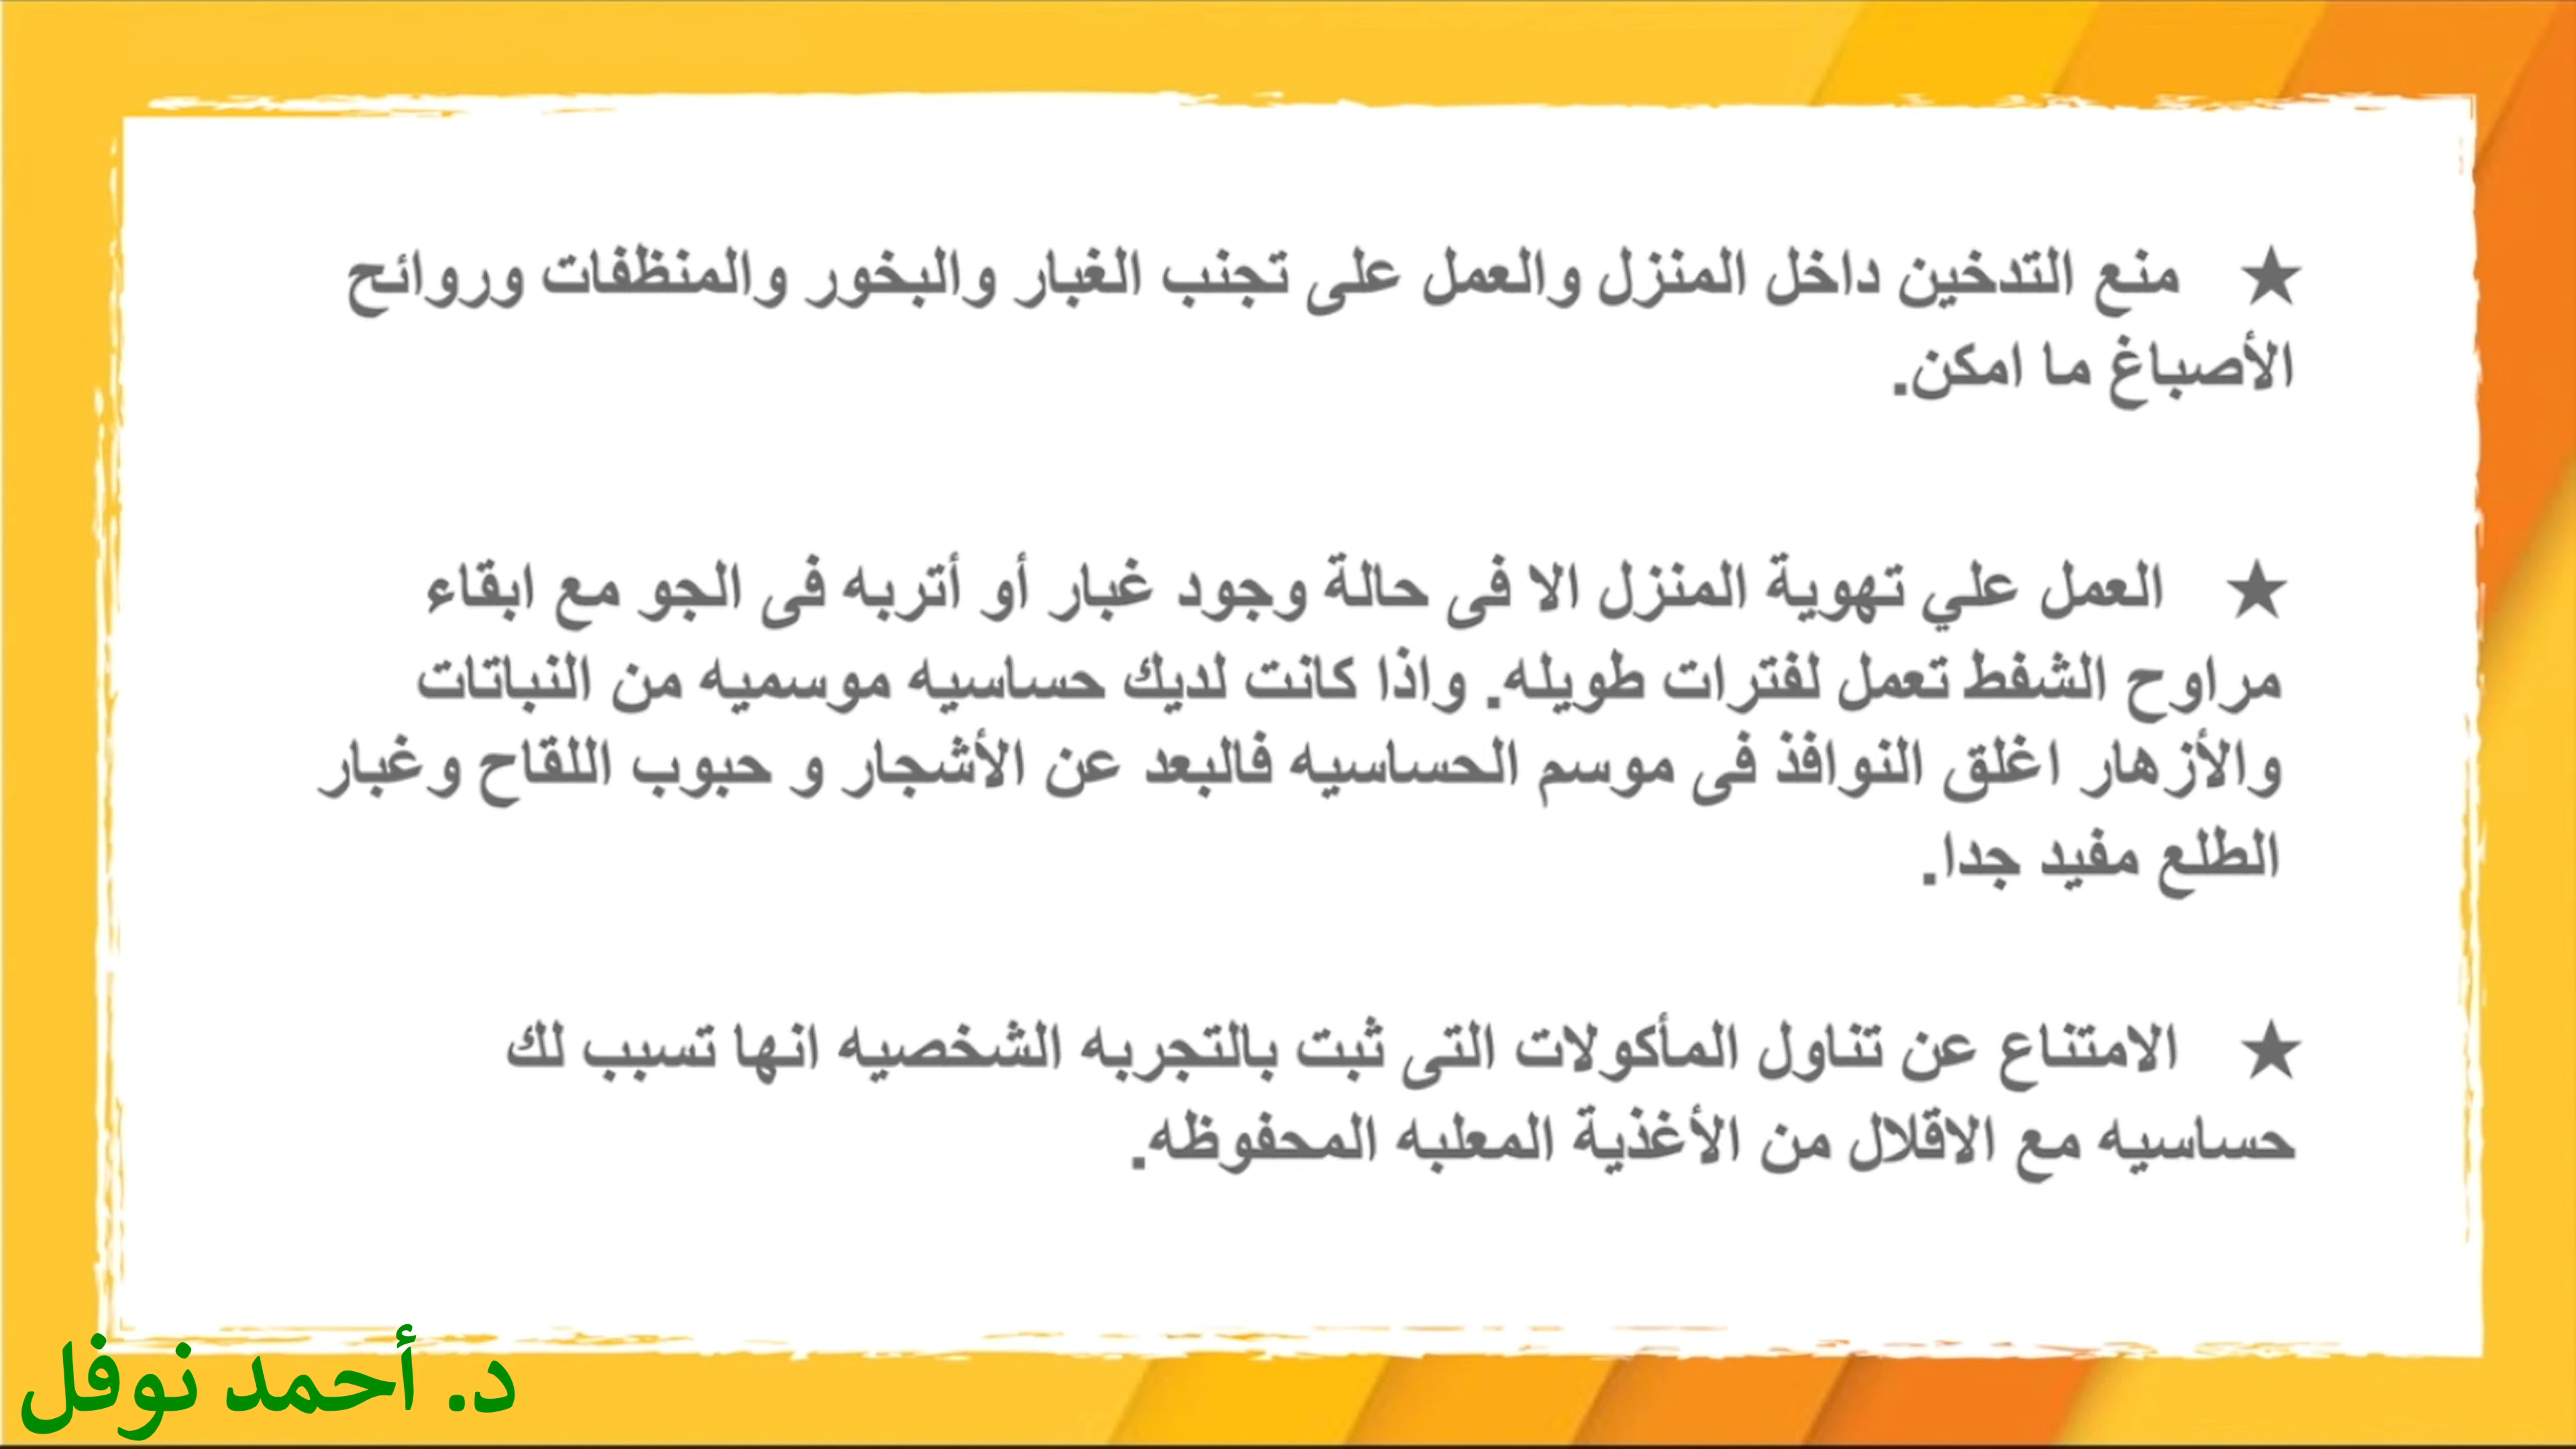 ★ منع التدخين داخل المنزل والعمل على تجنب الغبار والبخور والمنظفات وروائح
الأصباغ ما امكن.
★ العمل علي تهوية المنزل الا فى حالة وجود غبار أو أتربه فى الجو مع ابقاء
مراوح الشفط تعمل لفترات طويله. واذا كانت لديك حساسيه موسميه من النباتات
والأزهار اغلق النوافذ فى موسم الحساسيه فالبعد عن الأشجار و حبوب اللقاح وغبار
الطلع مفيد جدا.
★ الامتناع عن تناول المأكولات التى ثبت بالتجربه الشخصيه انها تسبب لك
حساسيه مع الاقلال من الأغذية المعلبه المحفوظه.
د. أحمد نوفل